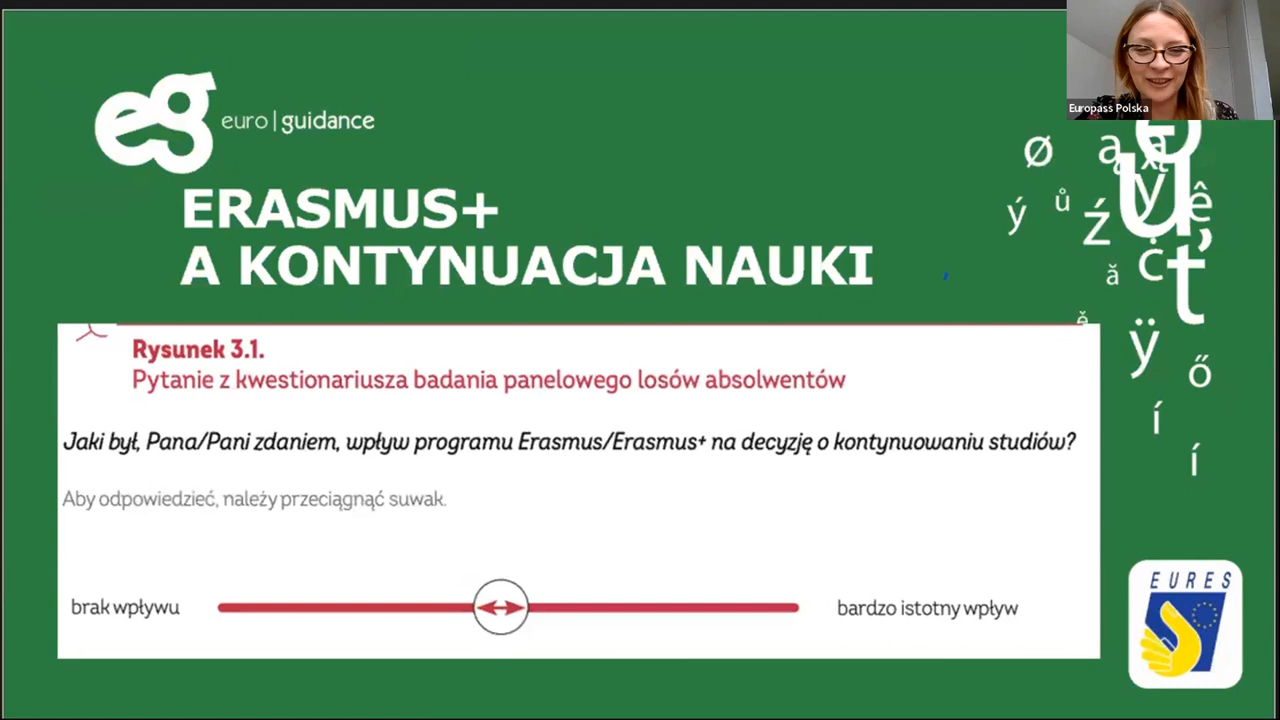 Europass Polska
eg euro | guidance
ERASMUS+
A KONTYNUACJA NAUKI
Rysunek 3.1.
Pytanie z kwestionariusza badania panelowego losów absolwentów
Jaki był, Pana/Pani zdaniem, wpływ programu Erasmus/Erasmus+ na decyzję o kontynuowaniu studiów?
Aby odpowiedzieć, należy przeciągnąć suwak.
brak wpływu
bardzo istotny wpływ
EURES
ø ą
ý ů ź u y ê
ă c ț
ě
ÿ
ő
í
í